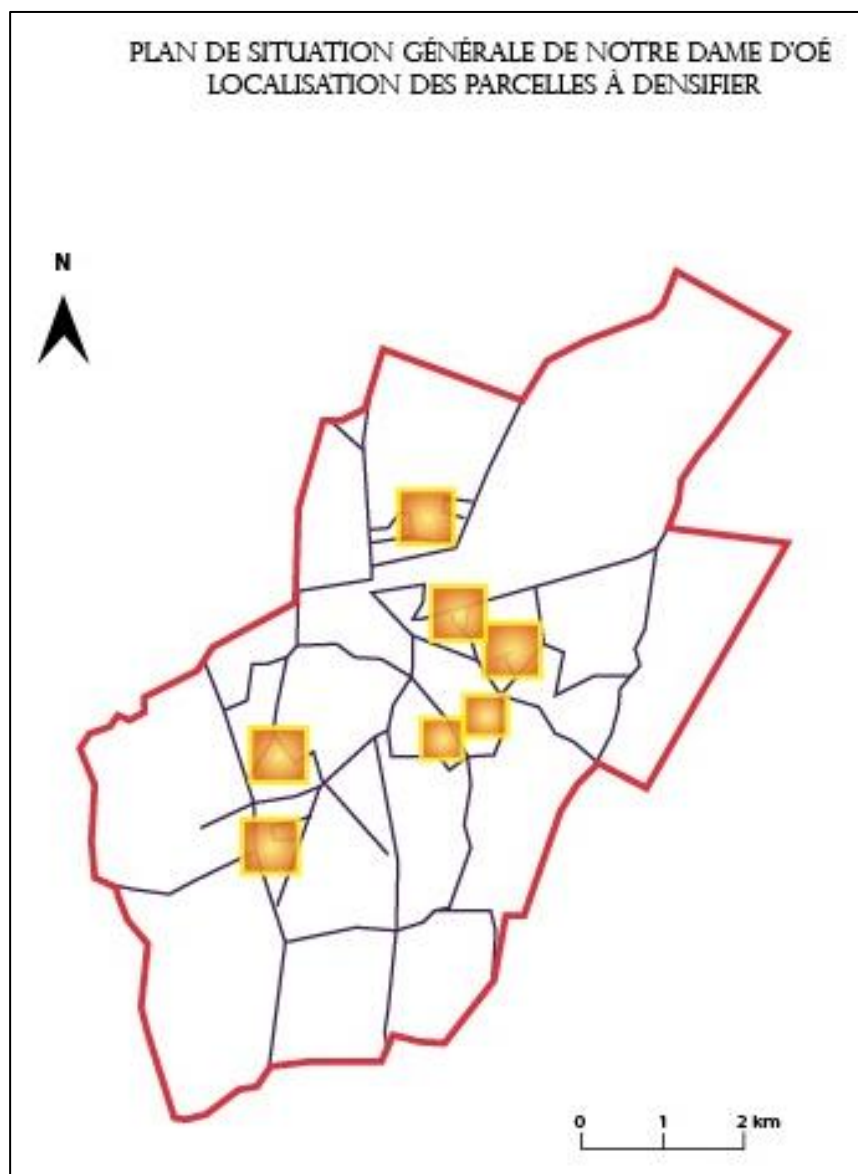 PLAN DE SITUATION GÉNÉRALE DE NOTRE DAME D'OÉ
LOCALISATION DES PARCELLES À DENSIFIER
N
0 1 2 km